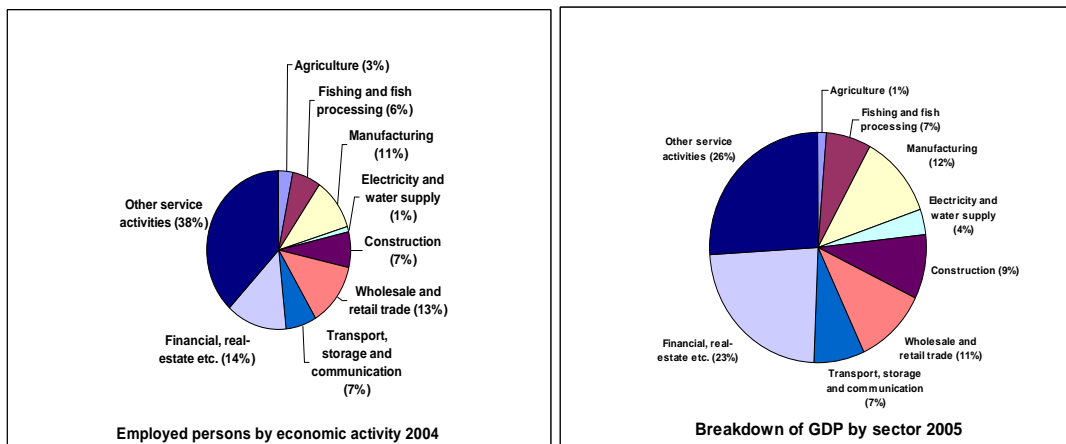 Agriculture (3%)
Fishing and fish
processing (6%)
Manufacturing
(11%)
Electricity and
water supply
(1%)
Construction
(7%)
Wholesale and
retail trade (13%)
Transport,
storage and
communication
(7%)
Financial, real-
estate etc. (14%)
Other service
activities (38%)
Employed persons by economic activity 2004
Agriculture (1%)
Fishing and fish
processing (7%)
Manufacturing
(12%)
Electricity and
water supply
(4%)
Construction (9%)
Wholesale and
retail trade (11%)
Transport, storage
and communication
(7%)
Financial, real-
estate etc. (23%)
Other service
activities (26%)
Breakdown of GDP by sector 2005